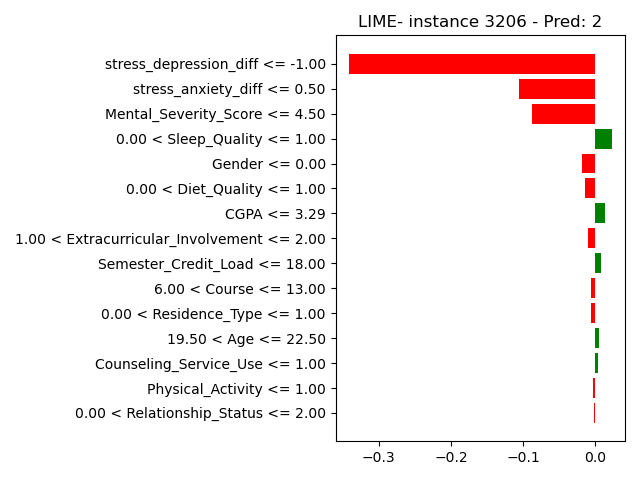 LIME- instance 3206 - Pred: 2
stress_depression_diff <= -1.00
stress_anxiety_diff <= 0.50
Mental_Severity_Score <= 4.50
0.00 < Sleep_Quality <= 1.00
Gender <= 0.00
0.00 < Diet_Quality <= 1.00
CGPA <= 3.29
1.00 < Extracurricular_Involvement <= 2.00
Semester_Credit_Load <= 18.00
6.00 < Course <= 13.00
0.00 < Residence_Type <= 1.00
19.50 < Age <= 22.50
Counseling_Service_Use <= 1.00
Physical_Activity <= 1.00
0.00 < Relationship_Status <= 2.00
−0.3 −0.2 −0.1 0.0